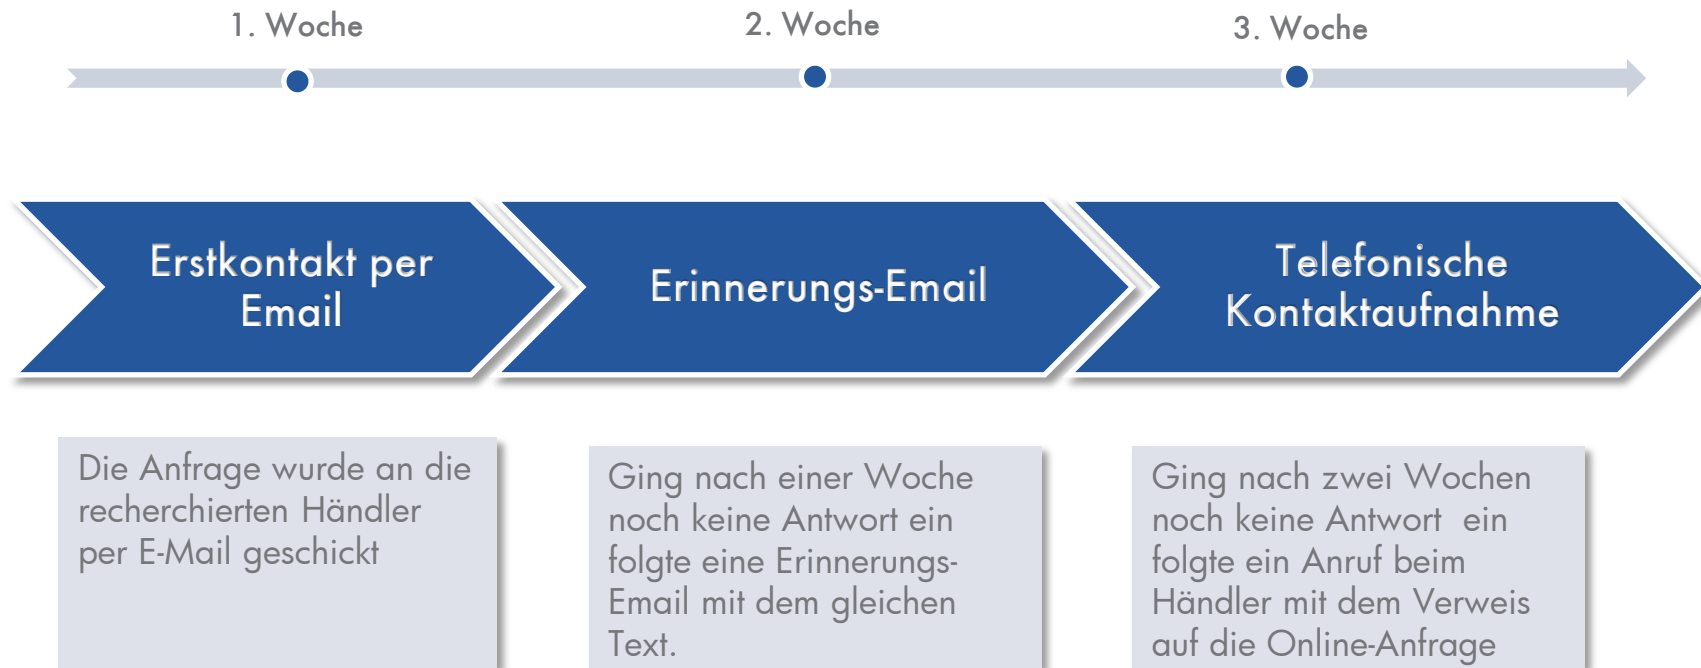 1. Woche
2. Woche
3. Woche
Erstkontakt per
Email
Erinnerungs-Email
Telefonische
Kontaktaufnahme
Die Anfrage wurde an die
recherchierten Händler
per E-Mail geschickt
Ging nach einer Woche
noch keine Antwort ein
folgte eine Erinnerungs-
Email mit dem gleichen
Text.
Ging nach zwei Wochen
noch keine Antwort  ein
folgte ein Anruf beim
Händler mit dem Verweis
auf die Online-Anfrage